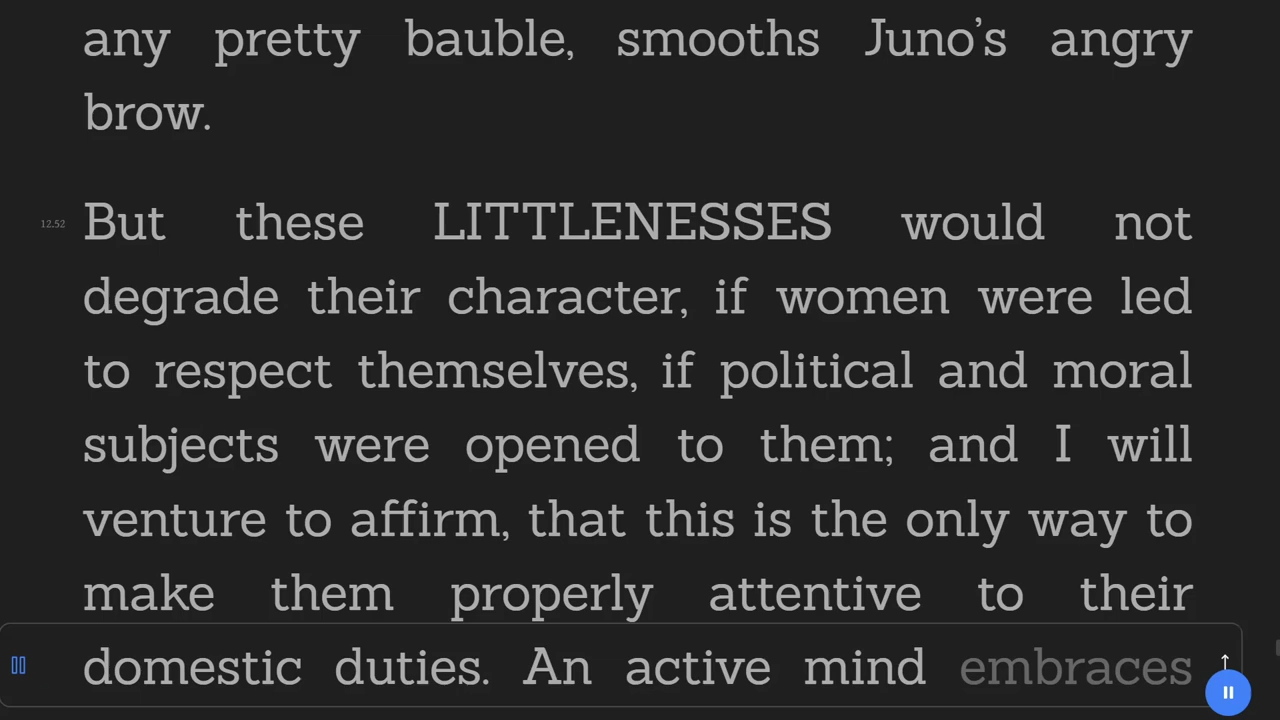 any pretty bauble, smooths Juno’s angry
brow.
12.52
But these LITTLENESSES would not
degrade their character, if women were led
to respect themselves, if political and moral
subjects were opened to them; and I will
venture to affirm, that this is the only way to
make them properly attentive to their
domestic duties. An active mind embraces